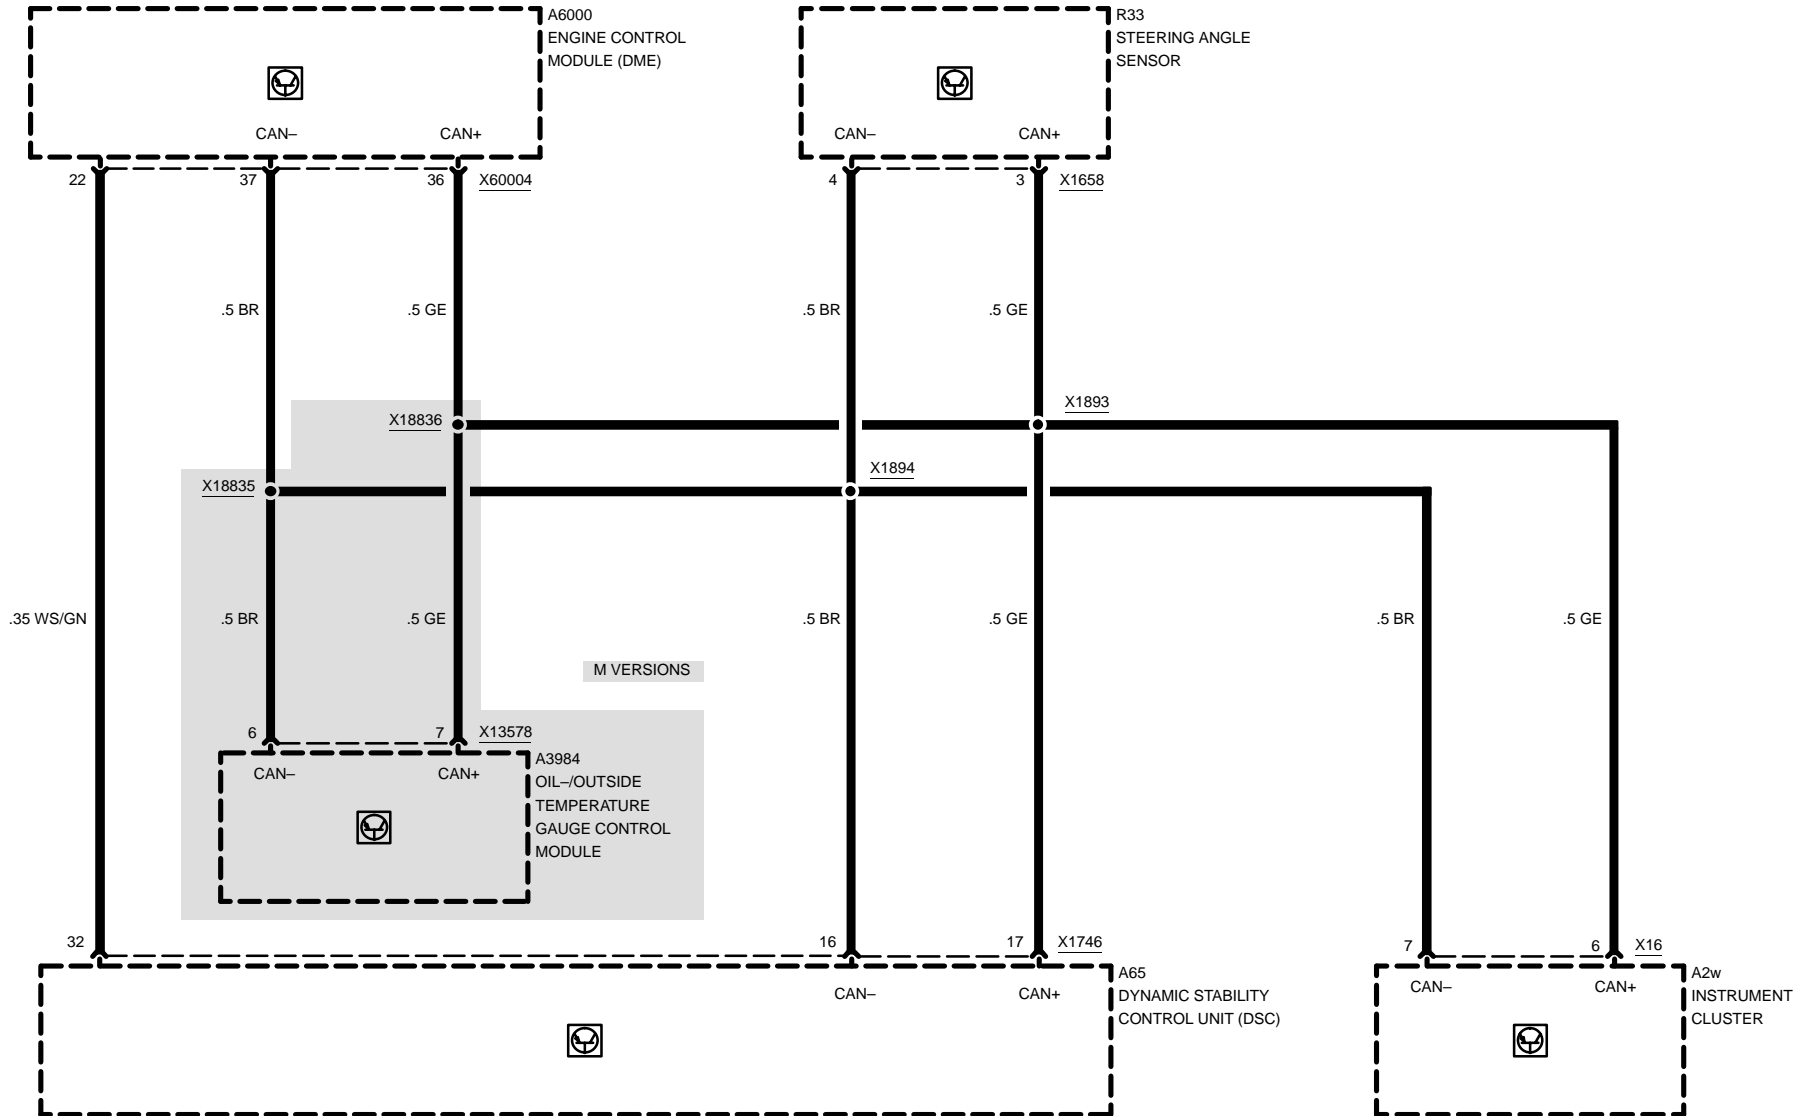 A6000
ENGINE CONTROL
MODULE (DME)
R33
STEERING ANGLE
SENSOR
CAN–
CAN+
CAN–
CAN+
22
37
36
X60004
4
3
X1658
.5 BR
.5 GE
.5 BR
.5 GE
X1893
X18836
X1894
X18835
.35 WS/GN
.5 BR
.5 GE
.5 BR
.5 GE
.5 BR
.5 GE
M VERSIONS
6
7
X13578
A3984
OIL–/OUTSIDE
TEMPERATURE
GAUGE CONTROL
MODULE
CAN–
CAN+
32
16
17
X1746
7
6
X16
A65
DYNAMIC STABILITY
CONTROL UNIT (DSC)
CAN–
CAN+
A2w
INSTRUMENT
CLUSTER
CAN–
CAN+